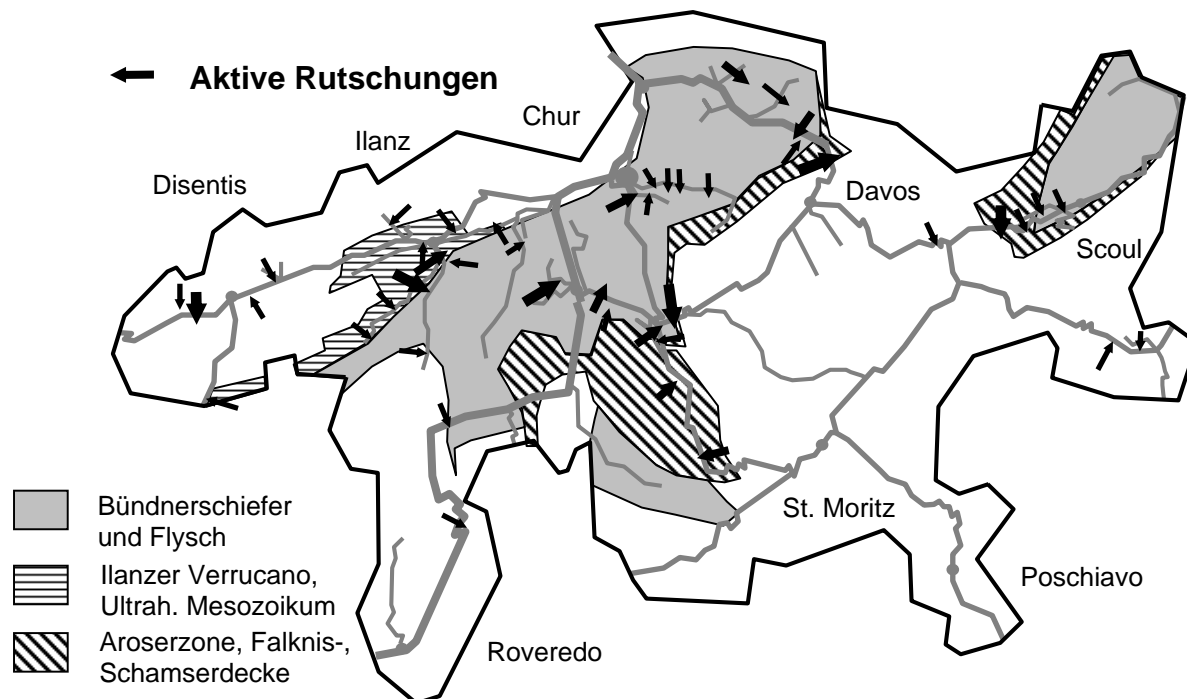 Aktive Rutschungen
Chur
Ilanz
Disentis
Davos
Scoul
St. Moritz
Poschiavo
Roveredo
Bündnerschiefer
und Flysch
Ilanzer Verrucano,
Ultrah. Mesozoikum
Aroserzone, Falknis-,
Schamserdecke